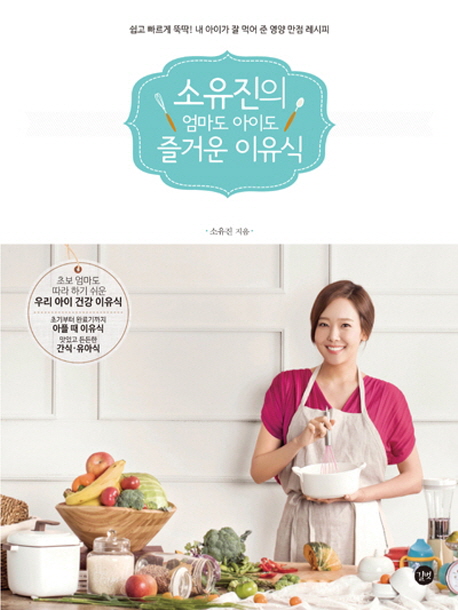 쉽고 빠르게 뚝딱! 내 아이가 잘 먹어 준 영양 만점 레시피
소유진의
엄마도 아이도
즐거운 이유식
· 소유진 지음 ·
초보 엄마도
따라 하기 쉬운
우리 아이 건강 이유식
초기부터 완료기까지
아플 때 이유식
맛있고 든든한
간식·유아식
길벗